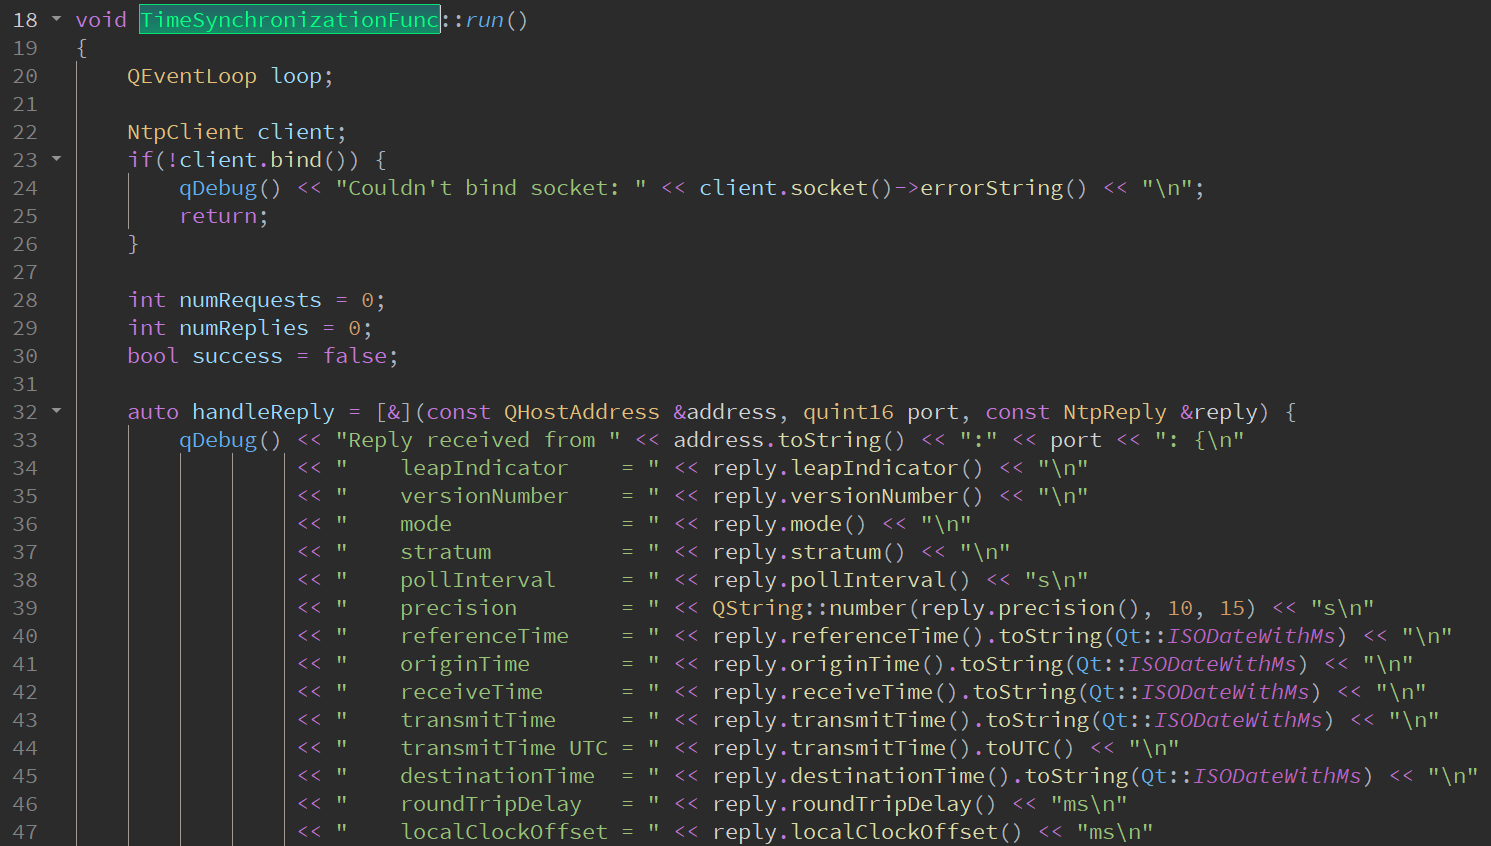 18 void TimeSynchronizationFunc::run()
19 {
20     QEventLoop loop;
21
22     NtpClient client;
23     if(!client.bind()) {
24         qDebug() << "Couldn't bind socket: " << client.socket()->errorString() << "\n";
25         return;
26     }
27
28     int numRequests = 0;
29     int numReplies = 0;
30     bool success = false;
31
32     auto handleReply = [&](const QHostAddress &address, quint16 port, const NtpReply &reply) {
33         qDebug() << "Reply received from " << address.toString() << ":" << port << ": {\n"
34                  << "    leapIndicator    = " << reply.leapIndicator() << "\n"
35                  << "    versionNumber    = " << reply.versionNumber() << "\n"
36                  << "    mode             = " << reply.mode() << "\n"
37                  << "    stratum          = " << reply.stratum() << "\n"
38                  << "    pollInterval     = " << reply.pollInterval() << "s\n"
39                  << "    precision        = " << QString::number(reply.precision(), 10, 15) << "s\n"
40                  << "    referenceTime    = " << reply.referenceTime().toString(Qt::ISODateWithMs) << "\n"
41                  << "    originTime       = " << reply.originTime().toString(Qt::ISODateWithMs) << "\n"
42                  << "    receiveTime      = " << reply.receiveTime().toString(Qt::ISODateWithMs) << "\n"
43                  << "    transmitTime     = " << reply.transmitTime().toString(Qt::ISODateWithMs) << "\n"
44                  << "    transmitTime UTC = " << reply.transmitTime().toUTC() << "\n"
45                  << "    destinationTime  = " << reply.destinationTime().toString(Qt::ISODateWithMs) << "\n"
46                  << "    roundTripDelay   = " << reply.roundTripDelay() << "ms\n"
47                  << "    localClockOffset = " << reply.localClockOffset() << "ms\n"